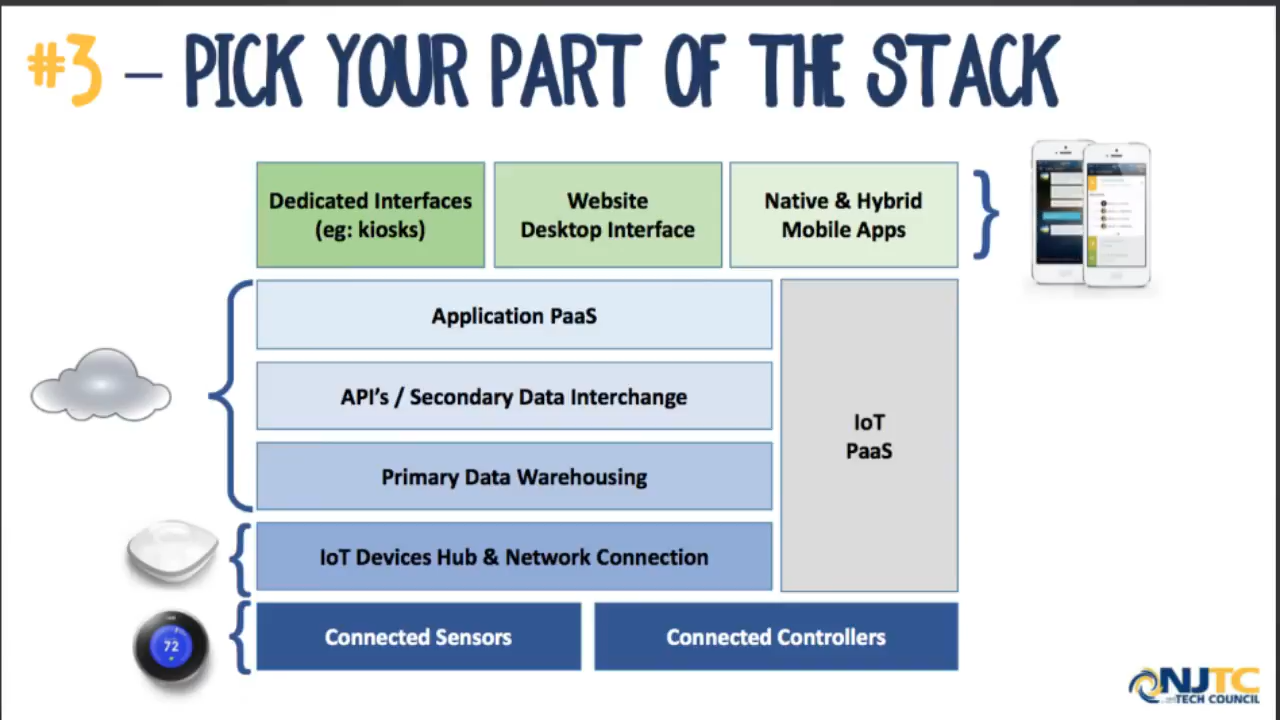 #3 – PICK YOUR PART OF THE STACK
Dedicated Interfaces
(eg: kiosks)
Website
Desktop Interface
Native & Hybrid
Mobile Apps
Application PaaS
API's / Secondary Data Interchange
IoT
PaaS
Primary Data Warehousing
IoT Devices Hub & Network Connection
72
Connected Sensors
Connected Controllers
NJTC
TECH COUNCIL